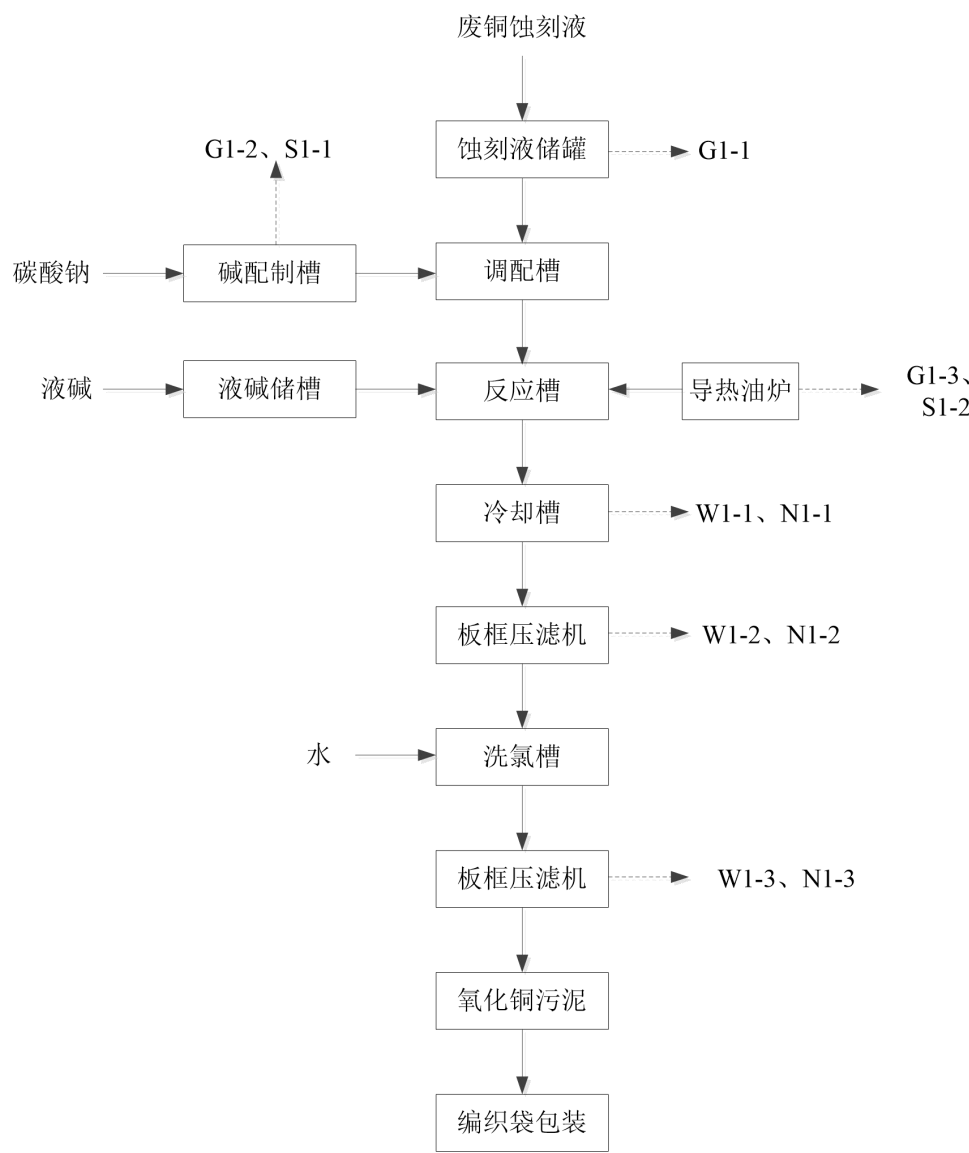 废铜蚀刻液
G1-2、S1-1
蚀刻液储罐
G1-1
碳酸钠
碱配制槽
调配槽
液碱
液碱储槽
反应槽
导热油炉
G1-3、
S1-2
冷却槽
W1-1、N1-1
板框压滤机
W1-2、N1-2
水
洗氯槽
板框压滤机
W1-3、N1-3
氧化铜污泥
编织袋包装